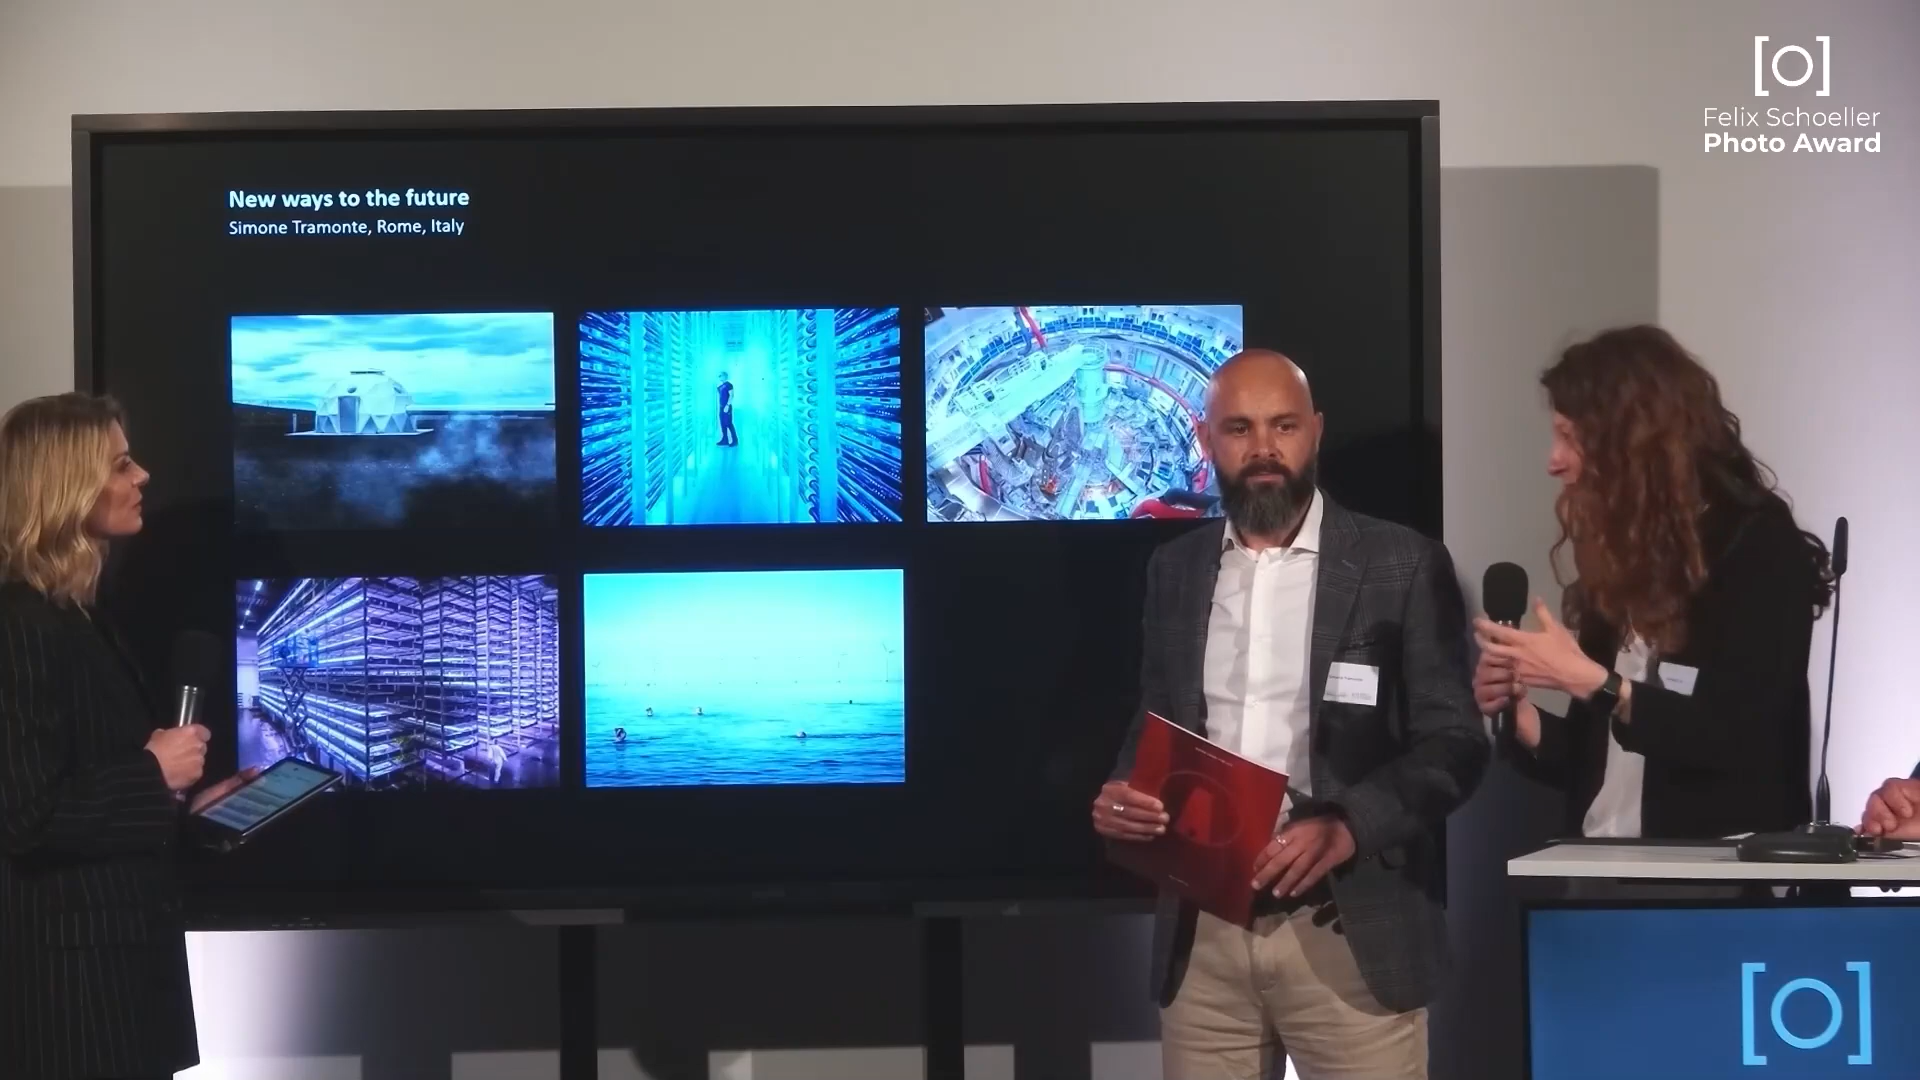 Felix Schoeller
Photo Award
New ways to the future
Simone Tramonte, Rome, Italy